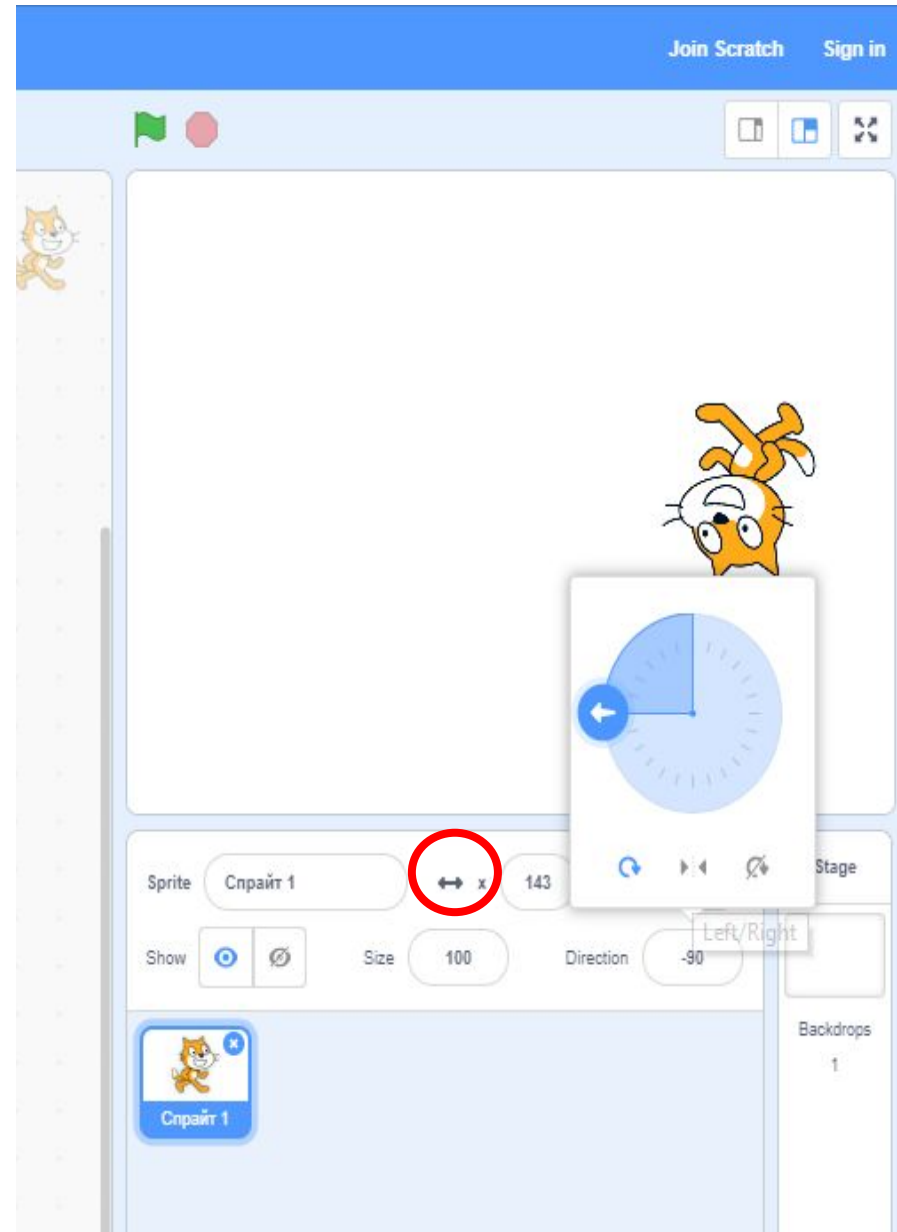 Join Scratch Sign in
Sprite Спрайт 1 x 143
Stage
Left/Right
Show Size 100 Direction -90
Backdrops
1
Спрайт 1